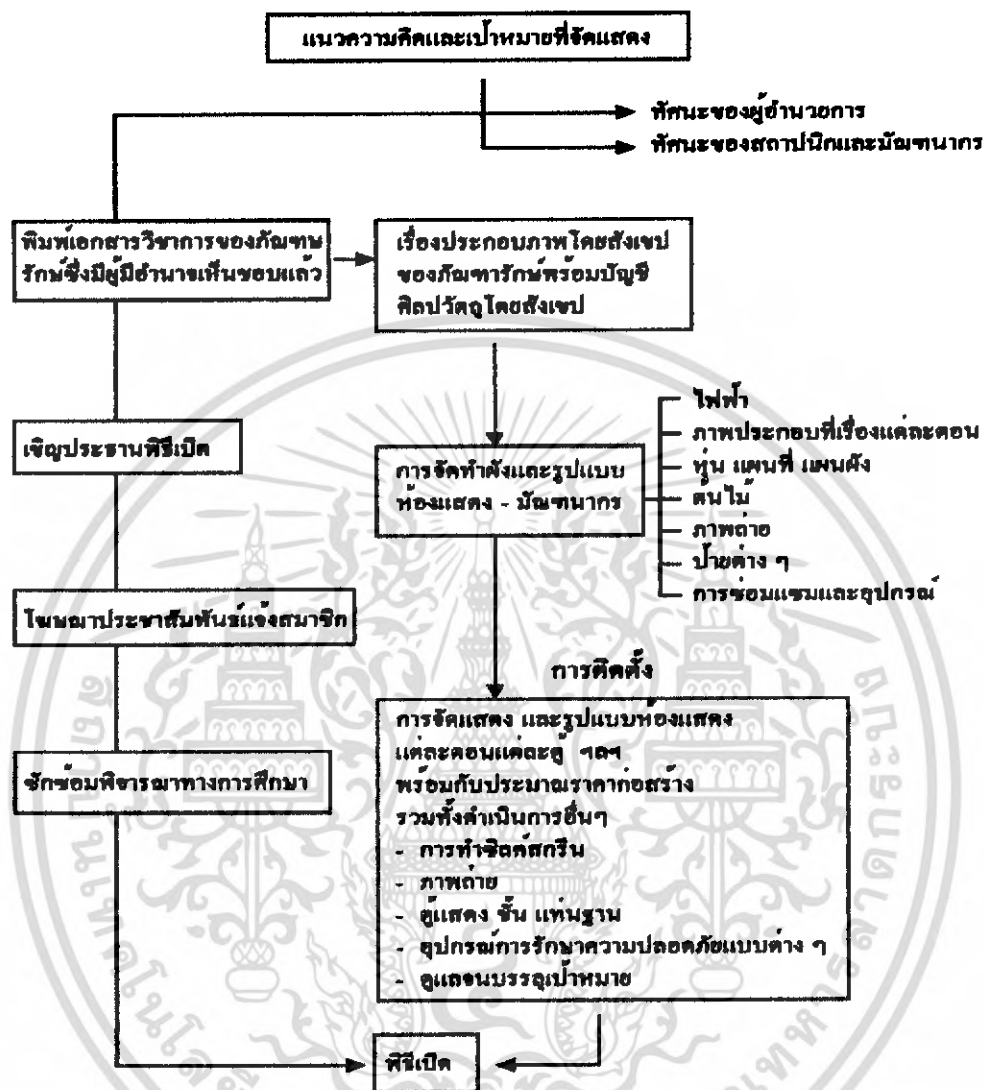 แนวความคิดและเป้าหมายที่จัดแสดง
ทัศนะของผู้อำนวยการ
ทัศนะของสถาปนิกและมัณฑนากร
พิมพ์เอกสารวิชาการของภัณฑษ
รักษ์ซึ่งมีผู้มีอำนาจเห็นชอบแล้ว
เรื่องประกอบภาพโดยสังเขป
ของภัณฑารักษ์พร้อมบัญชี
ศิลปวัตถุโดยสังเขป
เชิญประธานพิธีเปิด
การจัดทำผังและรูปแบบ
ห้องแสดง - มัณฑนากร
ไฟฟ้า
ภาพประกอบที่เรื่องแต่ละตอน
หุ่น แผนที่ แผนผัง
ต้นไม้
ภาพถ่าย
ป้ายต่าง ๆ
การซ่อมแซมและอุปกรณ์
โฆษณาประชาสัมพันธ์แจ้งสมาชิก
การติดตั้ง
การจัดแสดง และรูปแบบห้องแสดง
แต่ละตอนแต่ละตู้ ฯลฯ
พร้อมกับประมาณราคาก่อสร้าง
รวมทั้งดำเนินการอื่นๆ
- การทำซิลค์สกรีน
- ภาพถ่าย
- ตู้แสดง ชั้น แท่นฐาน
- อุปกรณ์การรักษาความปลอดภัยแบบต่าง ๆ
- ดูแลจนบรรลุเป้าหมาย
ซักซ้อมพิจารณาทางการศึกษา
พิธีเปิด